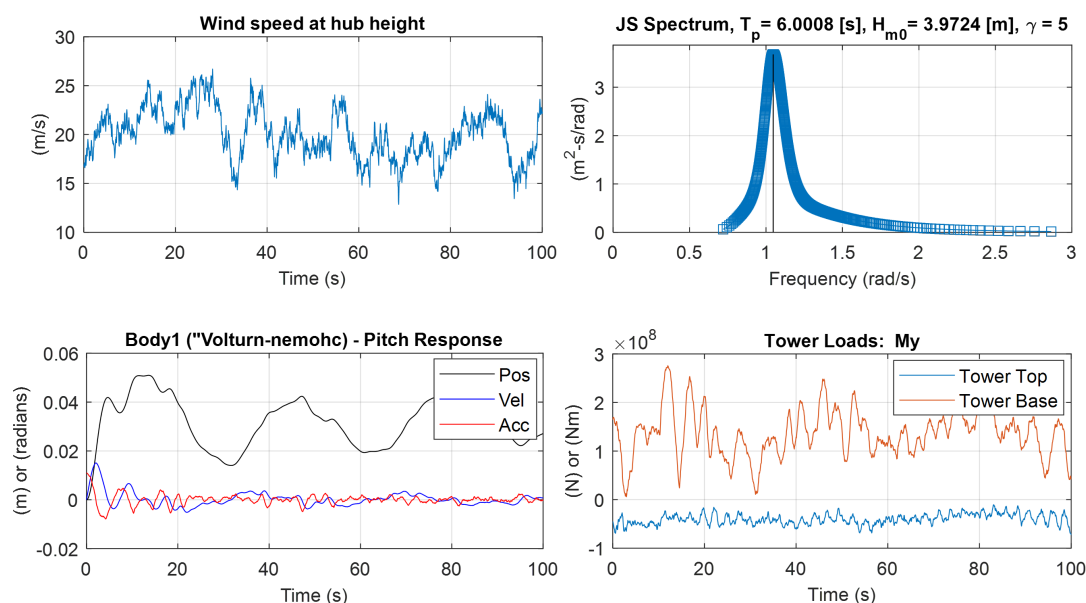 Wind speed at hub height
30
25
20
15
10
(m/s)
0 20 40 60 80 100
Time (s)
JS Spectrum, T_p= 6.0008 [s], H_m0= 3.9724 [m], γ = 5
3
2
1
0
(m²-s/rad)
0 0.5 1 1.5 2 2.5 3
Frequency (rad/s)
Body1 ("Volturn-nemohc) - Pitch Response
0.06
0.04
0.02
0
-0.02
(m) or (radians)
Pos
Vel
Acc
0 20 40 60 80 100
Time (s)
Tower Loads: My
×10⁸
3
2
1
0
-1
(N) or (Nm)
Tower Top
Tower Base
0 20 40 60 80 100
Time (s)